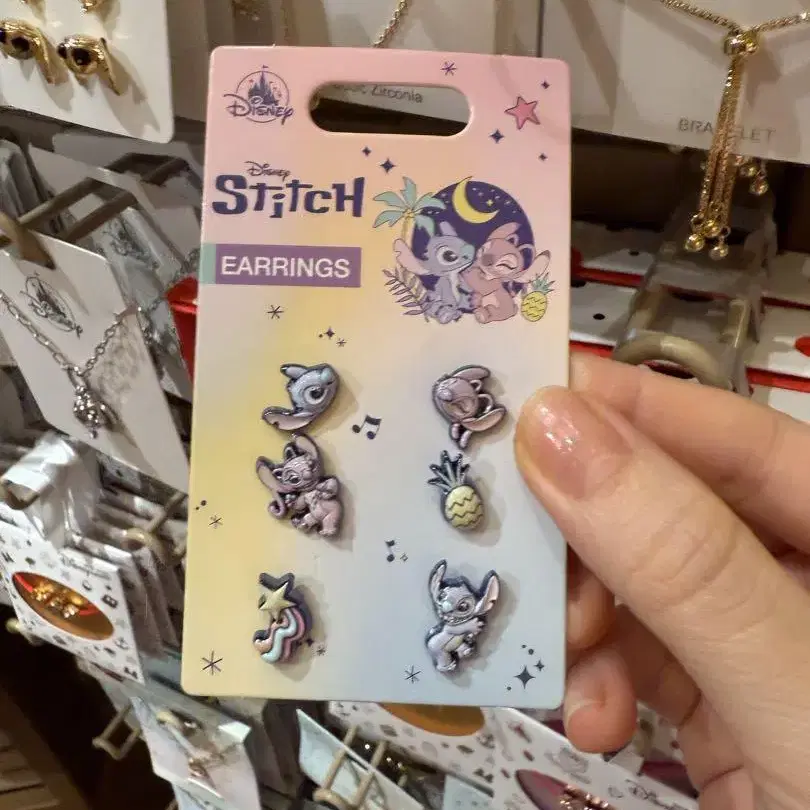 Disney
Disney
STITCH
EARRINGS
Zirconia
BRACELET